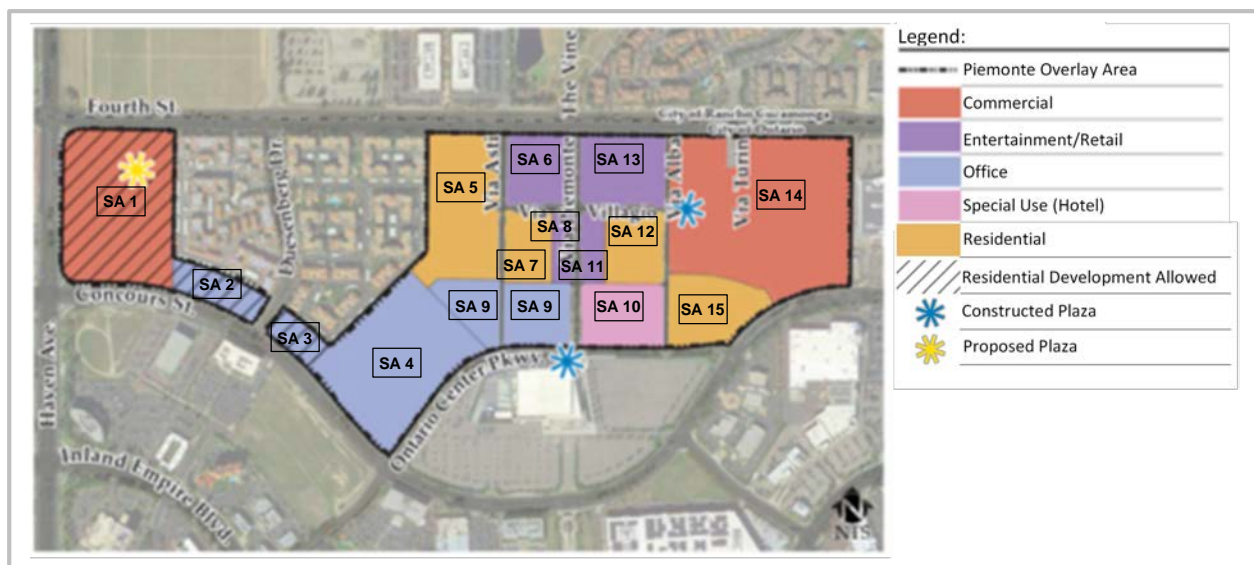 Legend:
Piemonte Overlay Area
Commercial
Entertainment/Retail
Office
Special Use (Hotel)
Residential
Residential Development Allowed
Constructed Plaza
Proposed Plaza
Fourth St.
The Vine
City of Rancho Cucamonga
City of Ontario
Duesenberg Dr.
Via Asti
Via Piemonte
Via Alba
Via Turin
Via Villagio
SA 1
SA 2
SA 3
SA 4
SA 5
SA 6
SA 7
SA 8
SA 9
SA 9
SA 10
SA 11
SA 12
SA 13
SA 14
SA 15
Concours St.
Haven Ave.
Ontario Center Pkwy.
Inland Empire Blvd.
N
NTS